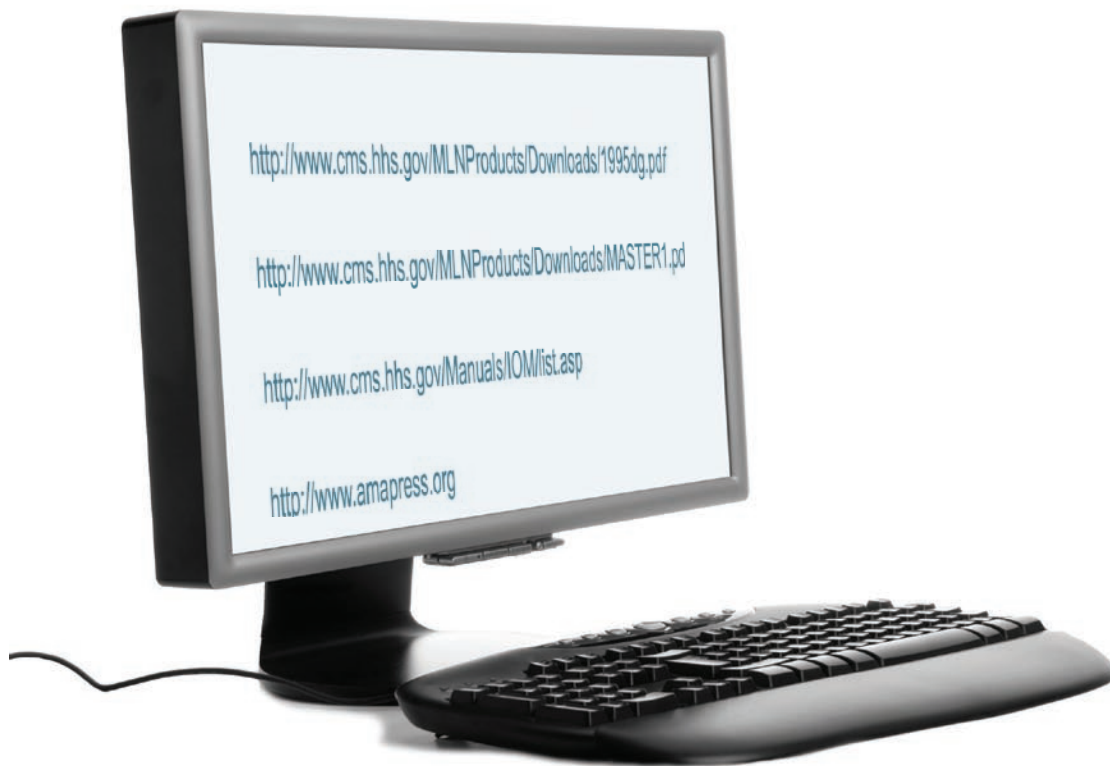 http://www.cms.hhs.gov/MLNProducts/Downloads/1995dg.pdf
http://www.cms.hhs.gov/MLNProducts/Downloads/MASTER1.pd
http://www.cms.hhs.gov/Manuals/IOM/list.asp
http://www.amapress.org